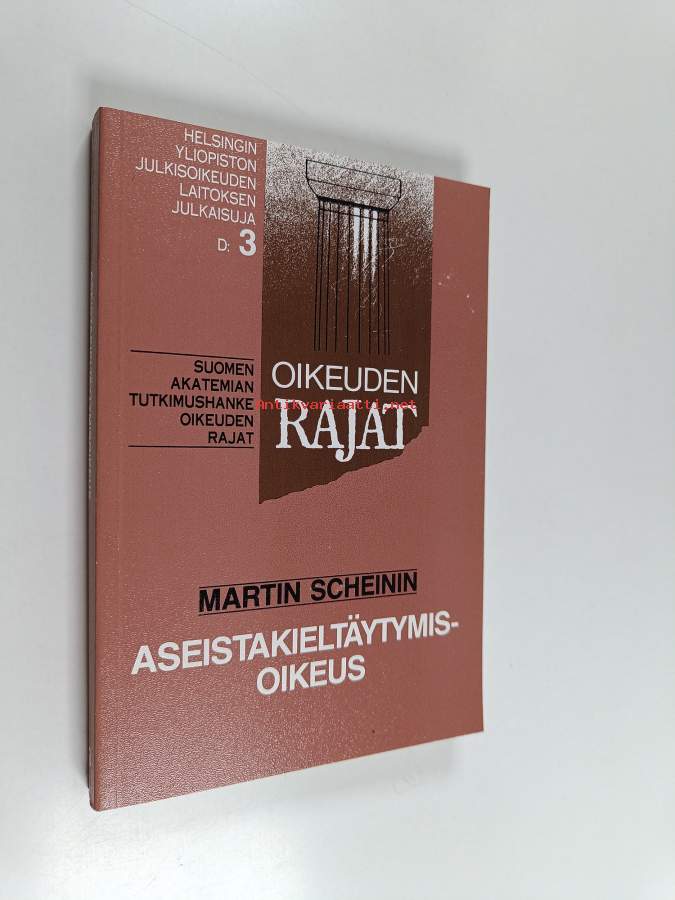 HELSINGIN
YLIOPISTON
JULKISOIKEUDEN
LAITOKSEN
JULKAISUJA
D: 3
SUOMEN
AKATEMIAN
TUTKIMUSHANKE
OIKEUDEN
RAJAT
OIKEUDEN
RAJAT
Antikvariaatti.net
MARTIN SCHEININ
ASEISTAKIELTÄYTYMIS-
OIKEUS